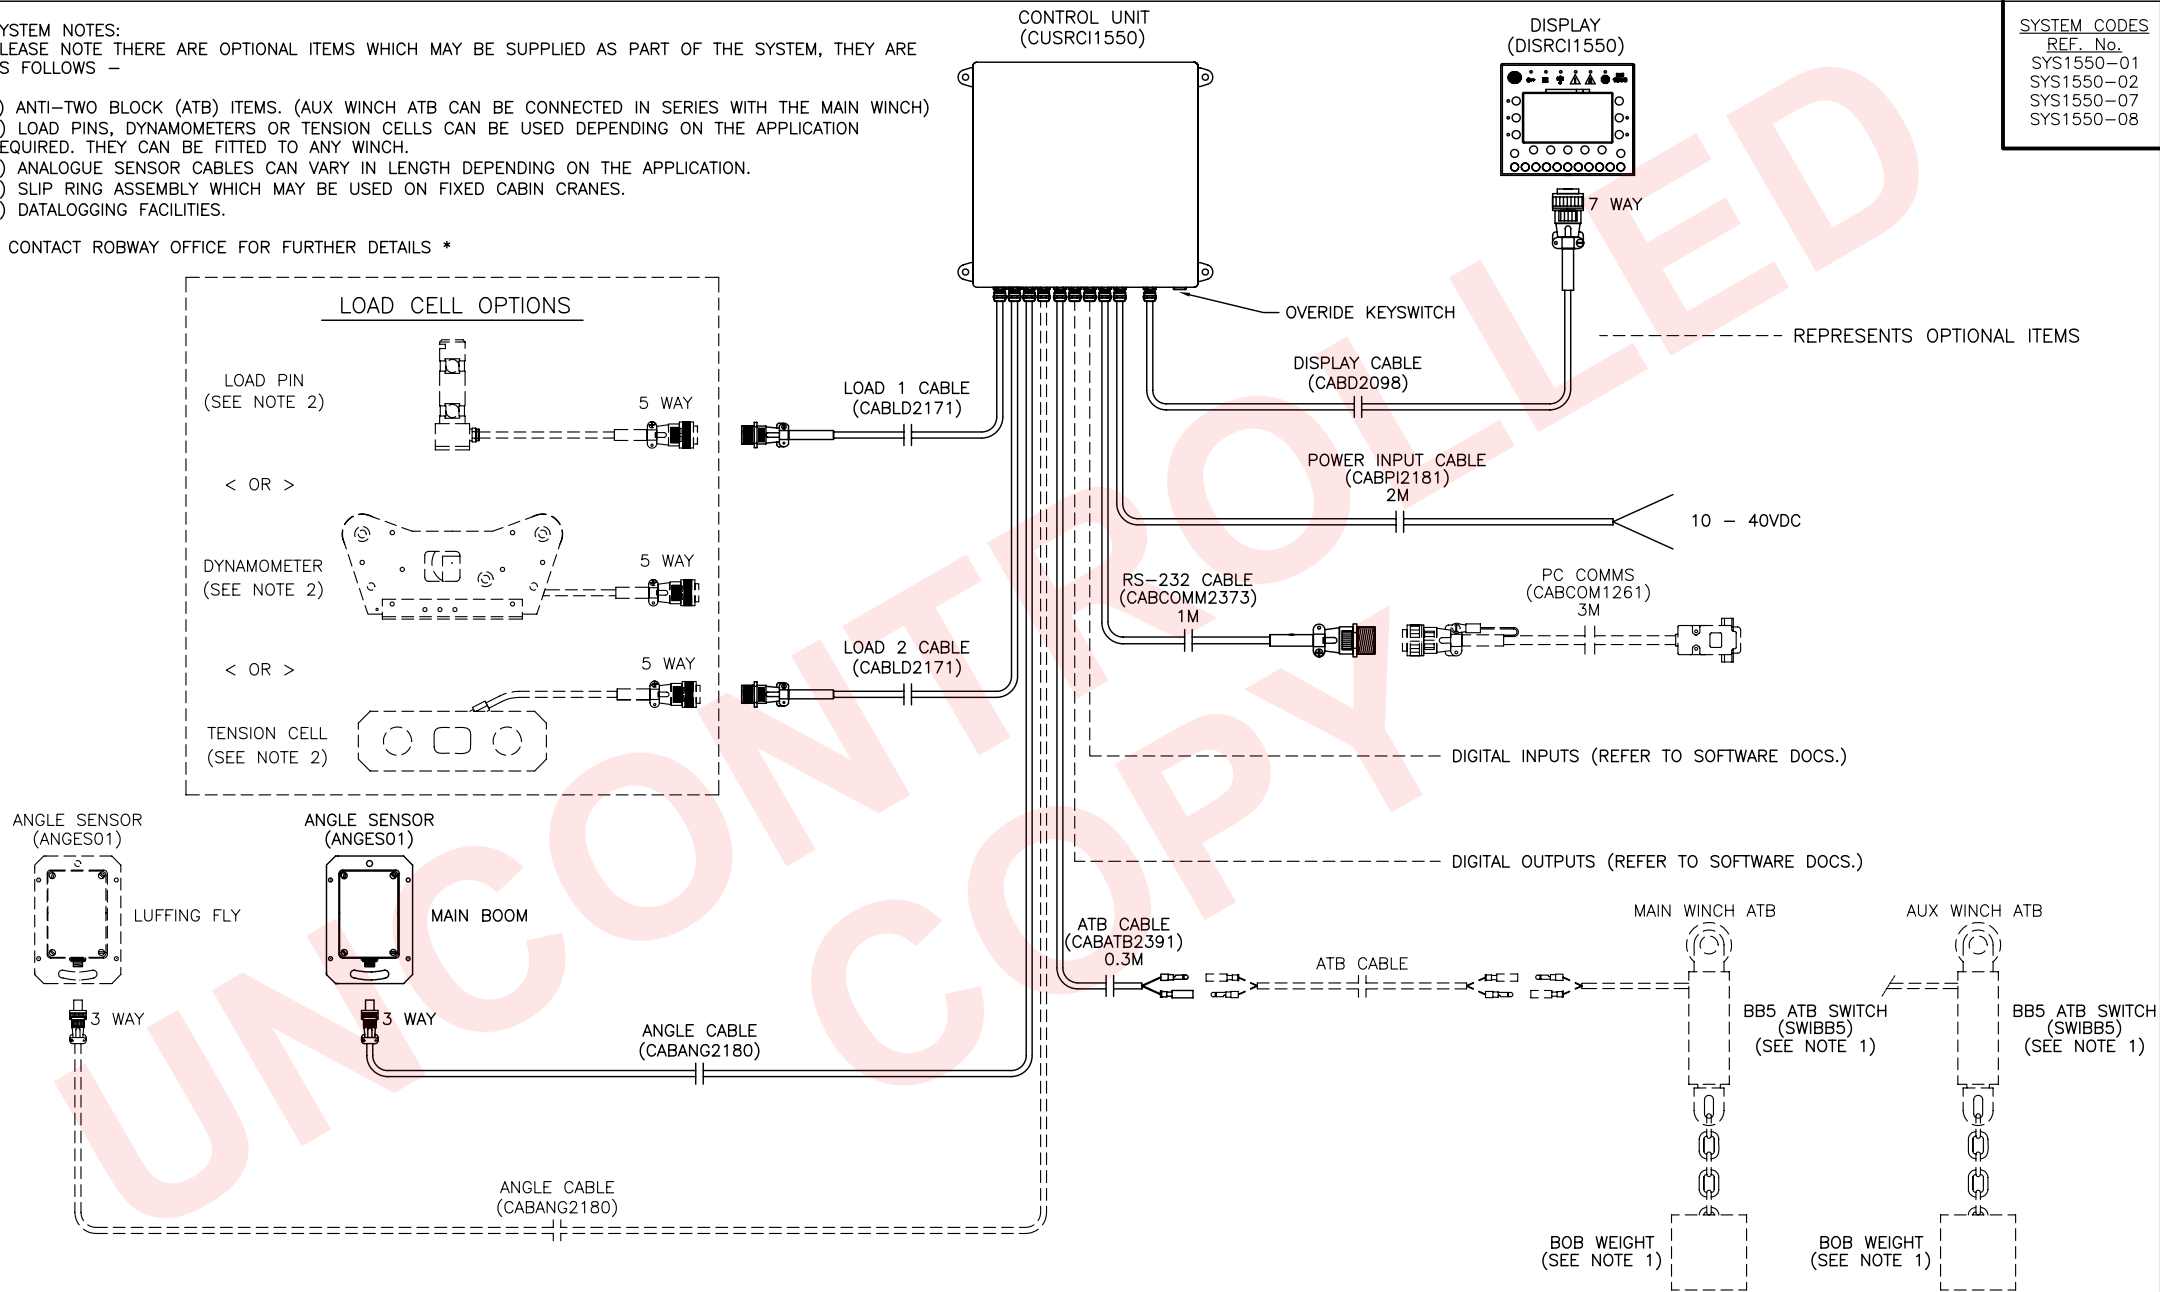 YSTEM NOTES:
LEASE NOTE THERE ARE OPTIONAL ITEMS WHICH MAY BE SUPPLIED AS PART OF THE SYSTEM, THEY ARE
S FOLLOWS –
) ANTI–TWO BLOCK (ATB) ITEMS. (AUX WINCH ATB CAN BE CONNECTED IN SERIES WITH THE MAIN WINCH)
) LOAD PINS, DYNAMOMETERS OR TENSION CELLS CAN BE USED DEPENDING ON THE APPLICATION
EQUIRED. THEY CAN BE FITTED TO ANY WINCH.
) ANALOGUE SENSOR CABLES CAN VARY IN LENGTH DEPENDING ON THE APPLICATION.
) SLIP RING ASSEMBLY WHICH MAY BE USED ON FIXED CABIN CRANES.
) DATALOGGING FACILITIES.
CONTACT ROBWAY OFFICE FOR FURTHER DETAILS *
CONTROL UNIT
(CUSRCI1550)
DISPLAY
(DISRCI1550)
SYSTEM CODES
REF. No.
SYS1550–01
SYS1550–02
SYS1550–07
SYS1550–08
7 WAY
OVERIDE KEYSWITCH
REPRESENTS OPTIONAL ITEMS
LOAD CELL OPTIONS
LOAD PIN
(SEE NOTE 2)
5 WAY
LOAD 1 CABLE
(CABLD2171)
DISPLAY CABLE
(CABD2098)
< OR >
POWER INPUT CABLE
(CABPI2181)
2M
10 – 40VDC
DYNAMOMETER
(SEE NOTE 2)
5 WAY
RS–232 CABLE
(CABCOMM2373)
1M
PC COMMS
(CABCOM1261)
3M
< OR >
5 WAY
LOAD 2 CABLE
(CABLD2171)
TENSION CELL
(SEE NOTE 2)
DIGITAL INPUTS (REFER TO SOFTWARE DOCS.)
DIGITAL OUTPUTS (REFER TO SOFTWARE DOCS.)
ANGLE SENSOR
(ANGES01)
LUFFING FLY
3 WAY
ANGLE SENSOR
(ANGES01)
MAIN BOOM
3 WAY
ATB CABLE
(CABATB2391)
0.3M
ATB CABLE
MAIN WINCH ATB
AUX WINCH ATB
BB5 ATB SWITCH
(SWIBB5)
(SEE NOTE 1)
BB5 ATB SWITCH
(SWIBB5)
(SEE NOTE 1)
ANGLE CABLE
(CABANG2180)
ANGLE CABLE
(CABANG2180)
BOB WEIGHT
(SEE NOTE 1)
BOB WEIGHT
(SEE NOTE 1)
UNCONTROLLED
COPY